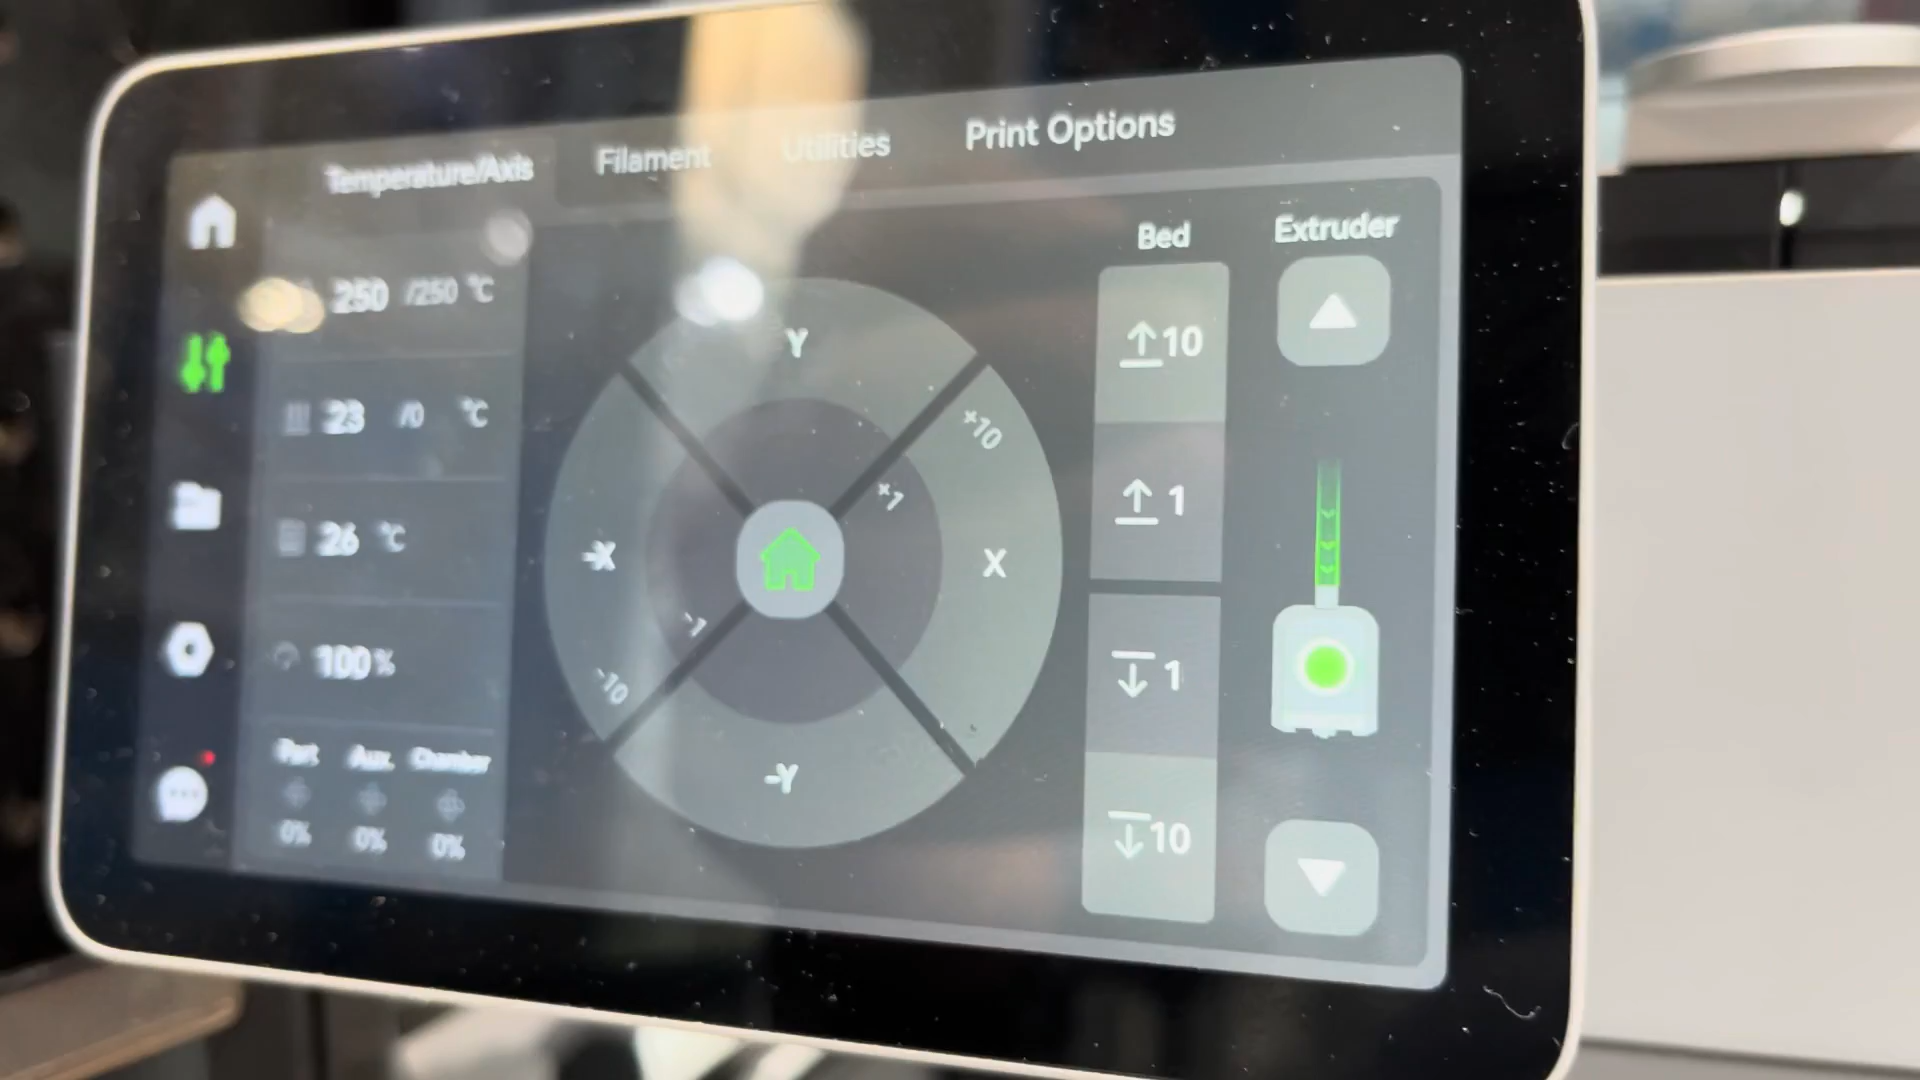 Temperature/Axis Filament Utilities Print Options
250 /250 °C
23 /0 °C
26 °C
100%
Part Aux. Chamber
0% 0% 0%
Y
+10
+1
-X
X
-1
-10
-Y
Bed
10
1
1
10
Extruder